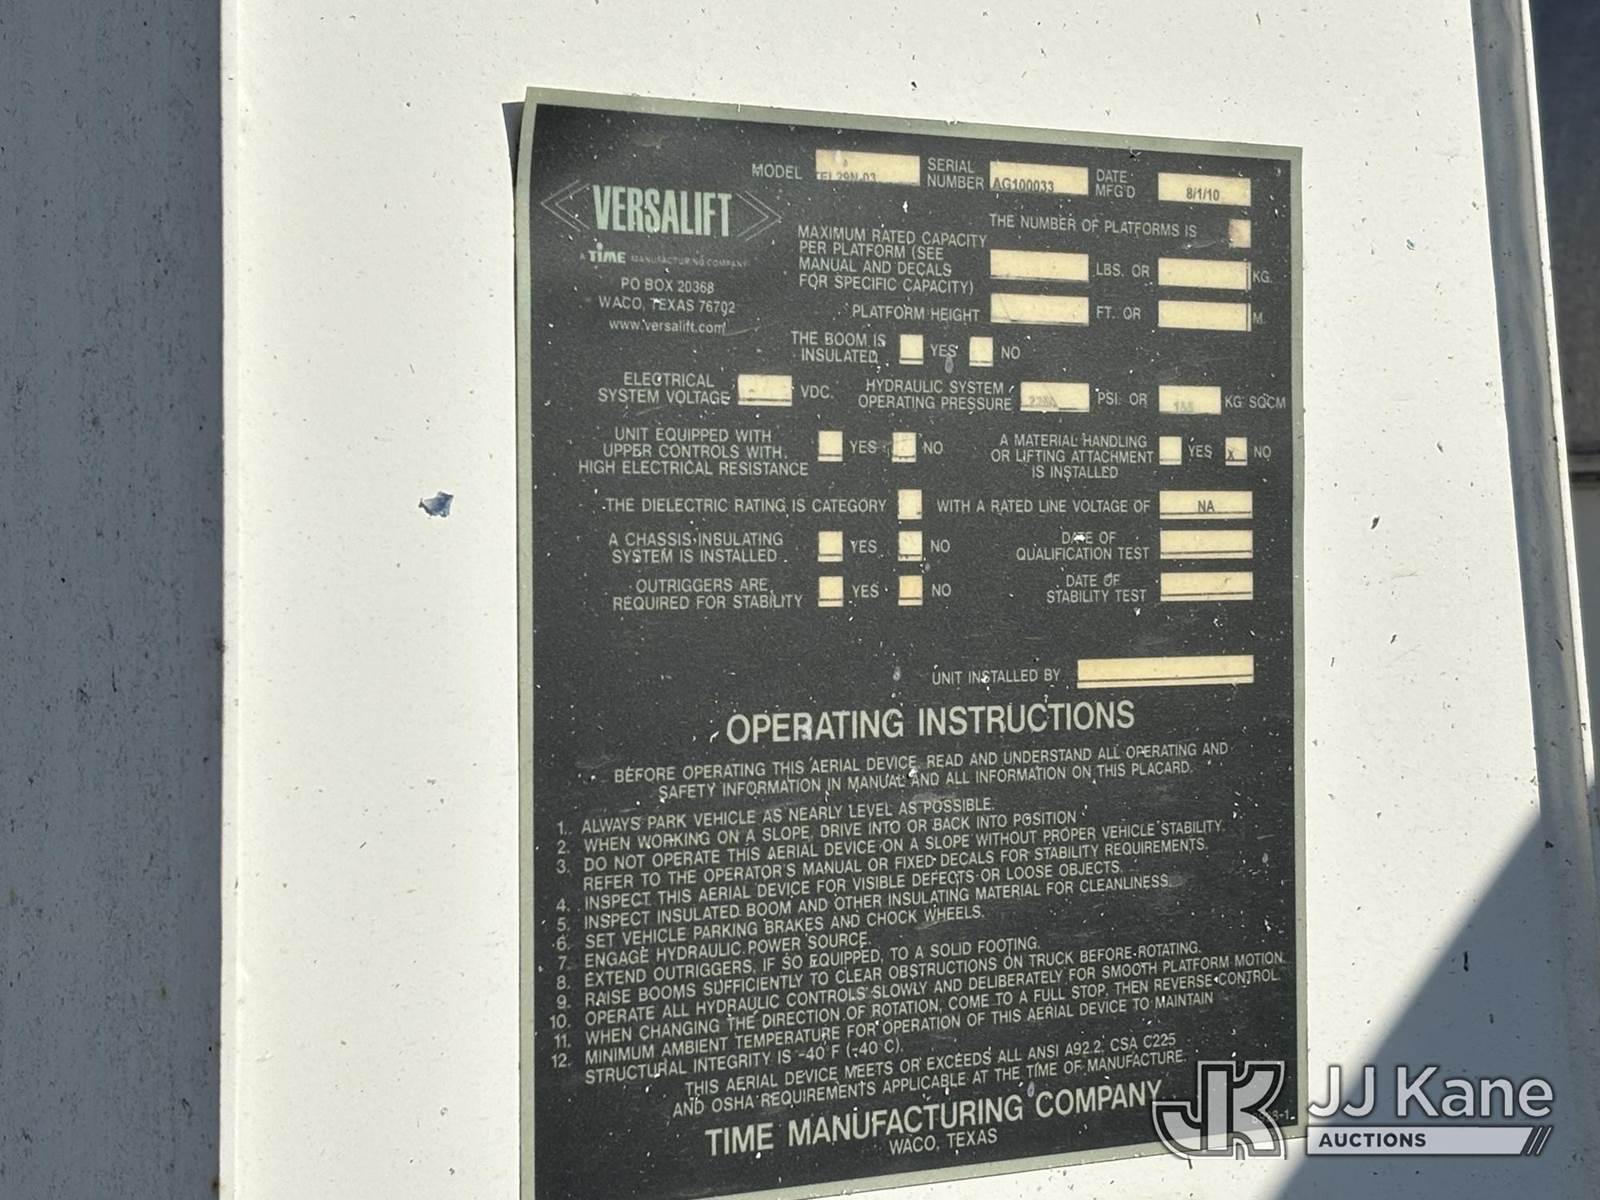 MODEL TEL29N-03 SERIAL NUMBER AG100033 DATE MFG'D 8/1/10
VERSALIFT
A TIME MANUFACTURING COMPANY
PO BOX 20368
WACO, TEXAS 76702
www.versalift.com
THE NUMBER OF PLATFORMS IS
MAXIMUM RATED CAPACITY
PER PLATFORM (SEE
MANUAL AND DECALS
FOR SPECIFIC CAPACITY) LBS. OR KG.
PLATFORM HEIGHT FT. OR M.
THE BOOM IS
INSULATED YES NO
ELECTRICAL
SYSTEM VOLTAGE VDC.
HYDRAULIC SYSTEM
OPERATING PRESSURE PSI. OR KG SQCM
UNIT EQUIPPED WITH
UPPER CONTROLS WITH
HIGH ELECTRICAL RESISTANCE YES NO
A MATERIAL HANDLING
OR LIFTING ATTACHMENT
IS INSTALLED YES X NO
THE DIELECTRIC RATING IS CATEGORY WITH A RATED LINE VOLTAGE OF NA
A CHASSIS INSULATING
SYSTEM IS INSTALLED YES NO
DATE OF
QUALIFICATION TEST
OUTRIGGERS ARE
REQUIRED FOR STABILITY YES NO
DATE OF
STABILITY TEST
UNIT INSTALLED BY
OPERATING INSTRUCTIONS
BEFORE OPERATING THIS AERIAL DEVICE READ AND UNDERSTAND ALL OPERATING AND
SAFETY INFORMATION IN MANUAL AND ALL INFORMATION ON THIS PLACARD.
1. ALWAYS PARK VEHICLE AS NEARLY LEVEL AS POSSIBLE.
2. WHEN WORKING ON A SLOPE, DRIVE INTO OR BACK INTO POSITION
3. DO NOT OPERATE THIS AERIAL DEVICE ON A SLOPE WITHOUT PROPER VEHICLE STABILITY.
REFER TO THE OPERATOR'S MANUAL OR FIXED DECALS FOR STABILITY REQUIREMENTS.
4. INSPECT THIS AERIAL DEVICE FOR VISIBLE DEFECTS OR LOOSE OBJECTS.
5. INSPECT INSULATED BOOM AND OTHER INSULATING MATERIAL FOR CLEANLINESS
6. SET VEHICLE PARKING BRAKES AND CHOCK WHEELS.
7. ENGAGE HYDRAULIC POWER SOURCE.
8. EXTEND OUTRIGGERS, IF SO EQUIPPED, TO A SOLID FOOTING.
9. RAISE BOOMS SUFFICIENTLY TO CLEAR OBSTRUCTIONS ON TRUCK BEFORE ROTATING.
10. OPERATE ALL HYDRAULIC CONTROLS SLOWLY AND DELIBERATELY FOR SMOOTH PLATFORM MOTION.
11. WHEN CHANGING THE DIRECTION OF ROTATION, COME TO A FULL STOP, THEN REVERSE CONTROL
12. MINIMUM AMBIENT TEMPERATURE FOR OPERATION OF THIS AERIAL DEVICE TO MAINTAIN
STRUCTURAL INTEGRITY IS -40 F (-40 C).
THIS AERIAL DEVICE MEETS OR EXCEEDS ALL ANSI A92.2, CSA C225
AND OSHA REQUIREMENTS APPLICABLE AT THE TIME OF MANUFACTURE.
TIME MANUFACTURING COMPANY
WACO, TEXAS
JK JJ Kane
AUCTIONS